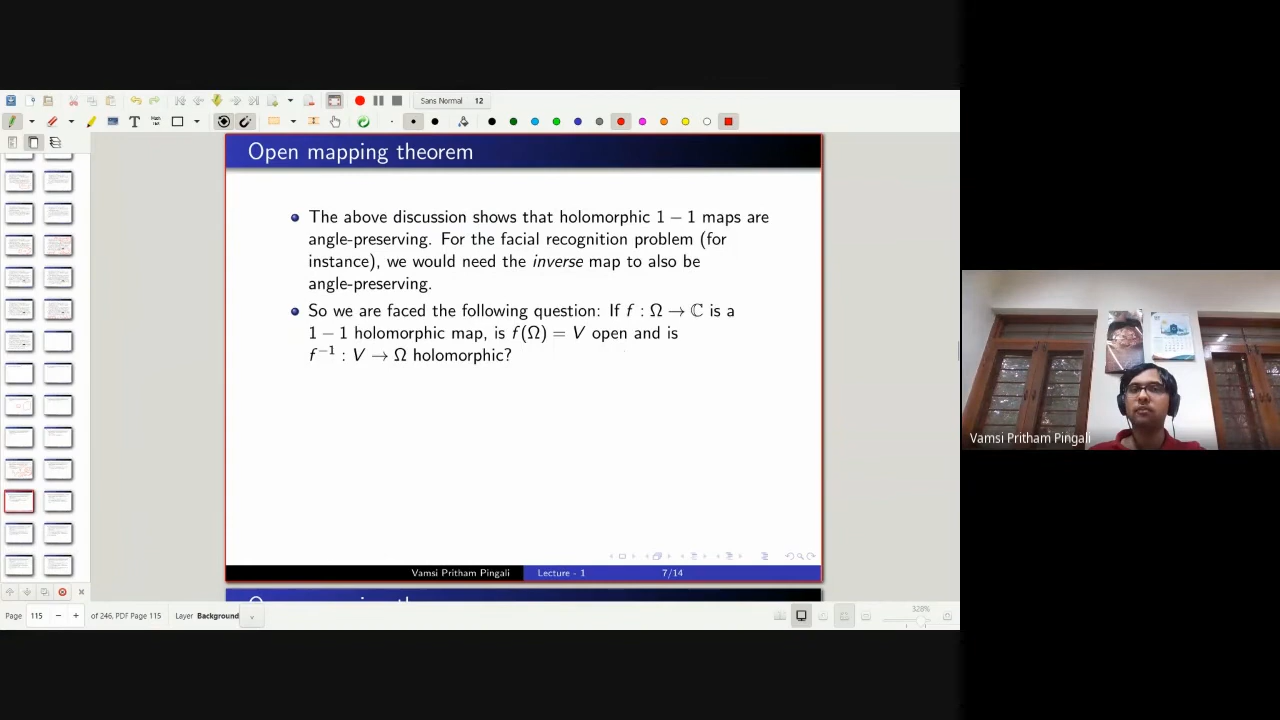 Sans Normal 12
Open mapping theorem
The above discussion shows that holomorphic 1 − 1 maps are
angle-preserving. For the facial recognition problem (for
instance), we would need the inverse map to also be
angle-preserving.
So we are faced the following question: If f : Ω → ℂ is a
1 − 1 holomorphic map, is f(Ω) = V open and is
f⁻¹ : V → Ω holomorphic?
Vamsi Pritham Pingali
Vamsi Pritham Pingali Lecture - 1 7/14
Page 115 of 246, PDF Page 115 Layer Background 328%